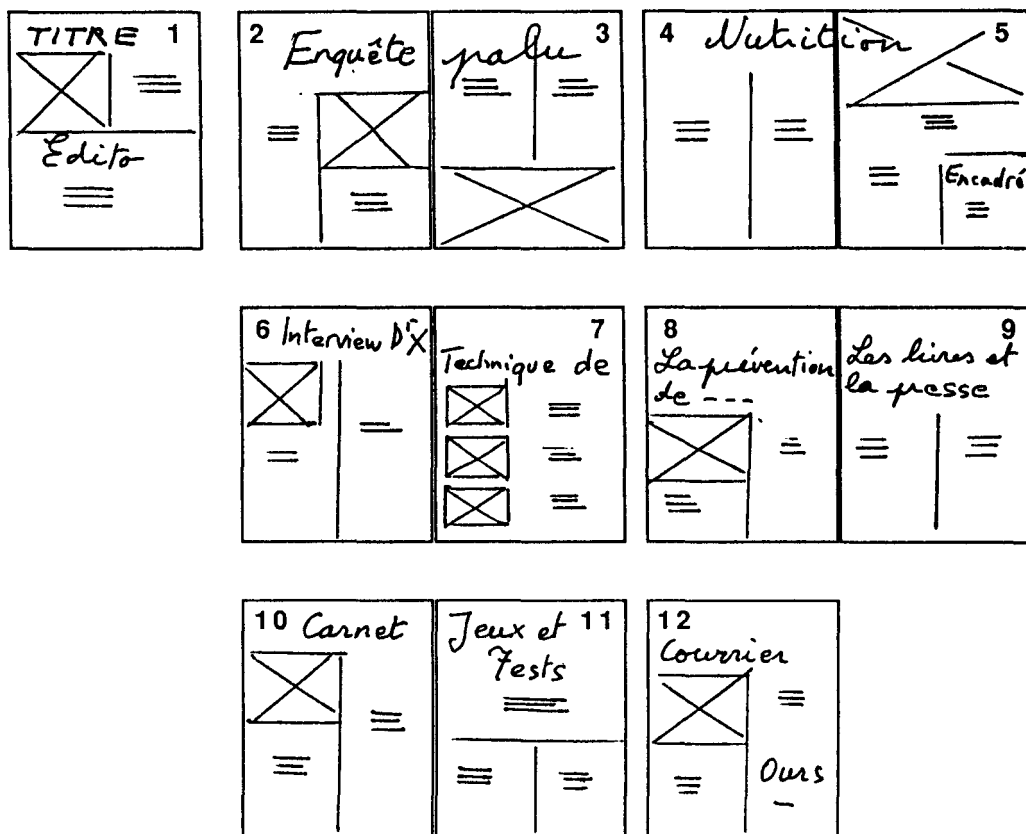 TITRE 1
Edito
2 Enquête palu 3
4 Nutrition 5
Encadré
6 Interview Dr X
7
Technique de
8
La prévention
de ---
9
Les livres et
la presse
10 Carnet
Jeux et 11
Tests
12
Courrier
Ours